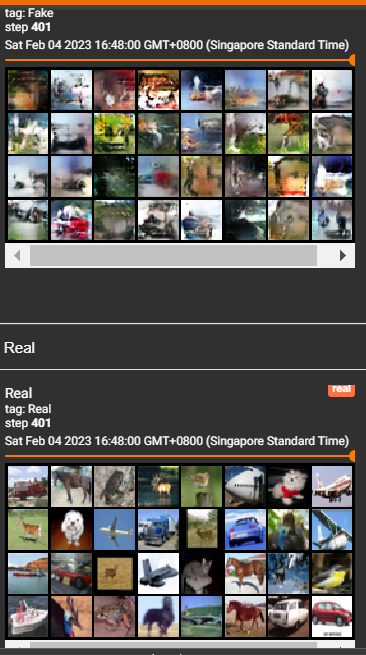 tag: Fake
step 401
Sat Feb 04 2023 16:48:00 GMT+0800 (Singapore Standard Time)
Real
Real
real
tag: Real
step 401
Sat Feb 04 2023 16:48:00 GMT+0800 (Singapore Standard Time)